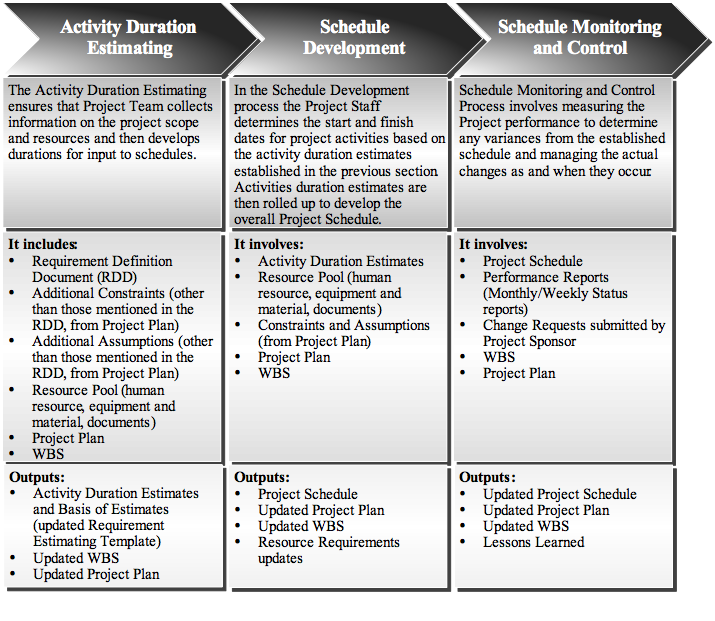 Activity Duration
Estimating
Schedule
Development
Schedule Monitoring
and Control
The Activity Duration Estimating
ensures that Project Team collects
information on the project scope
and resources and then develops
durations for input to schedules.
In the Schedule Development
process the Project Staff
determines the start and finish
dates for project activities based on
the activity duration estimates
established in the previous section
Activities duration estimates are
then rolled up to develop the
overall Project Schedule.
Schedule Monitoring and Control
Process involves measuring the
Project performance to determine
any variances from the established
schedule and managing the actual
changes as and when they occur
It includes:
• Requirement Definition
Document (RDD)
• Additional Constraints (other
than those mentioned in the
RDD, from Project Plan)
• Additional Assumptions (other
than those mentioned in the
RDD, from Project Plan)
• Resource Pool (human
resource, equipment and
material, documents)
• Project Plan
• WBS
It involves:
• Activity Duration Estimates
• Resource Pool (human
resource, equipment and
material, documents)
• Constraints and Assumptions
(from Project Plan)
• Project Plan
• WBS
It involves:
• Project Schedule
• Performance Reports
(Monthly/Weekly Status
reports)
• Change Requests submitted by
Project Sponsor
• WBS
• Project Plan
Outputs:
• Activity Duration Estimates
and Basis of Estimates
(updated Requirement
Estimating Template)
• Updated WBS
• Updated Project Plan
Outputs:
• Project Schedule
• Updated Project Plan
• Updated WBS
• Resource Requirements
updates
Outputs:
• Updated Project Schedule
• Updated Project Plan
• Updated WBS
• Lessons Learned